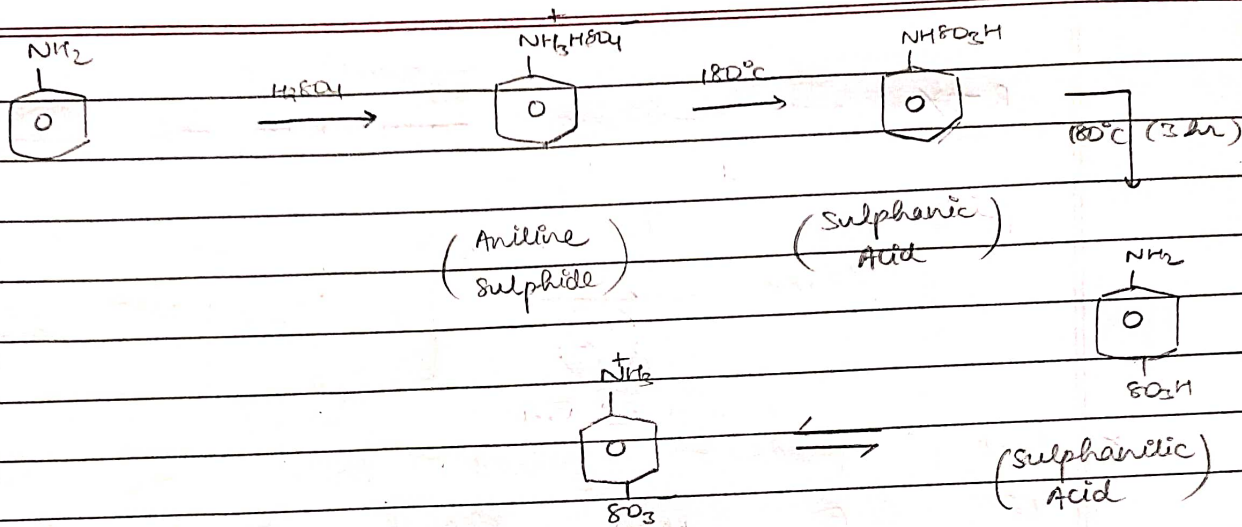 NH2
+
NH3HSO4
NHSO3H
H2SO4
180°C
180°C (3 hr)
(Aniline
Sulphide)
(Sulphanic
Acid)
NH2
SO3H
+
NH3
SO3
(Sulphanilic)
Acid